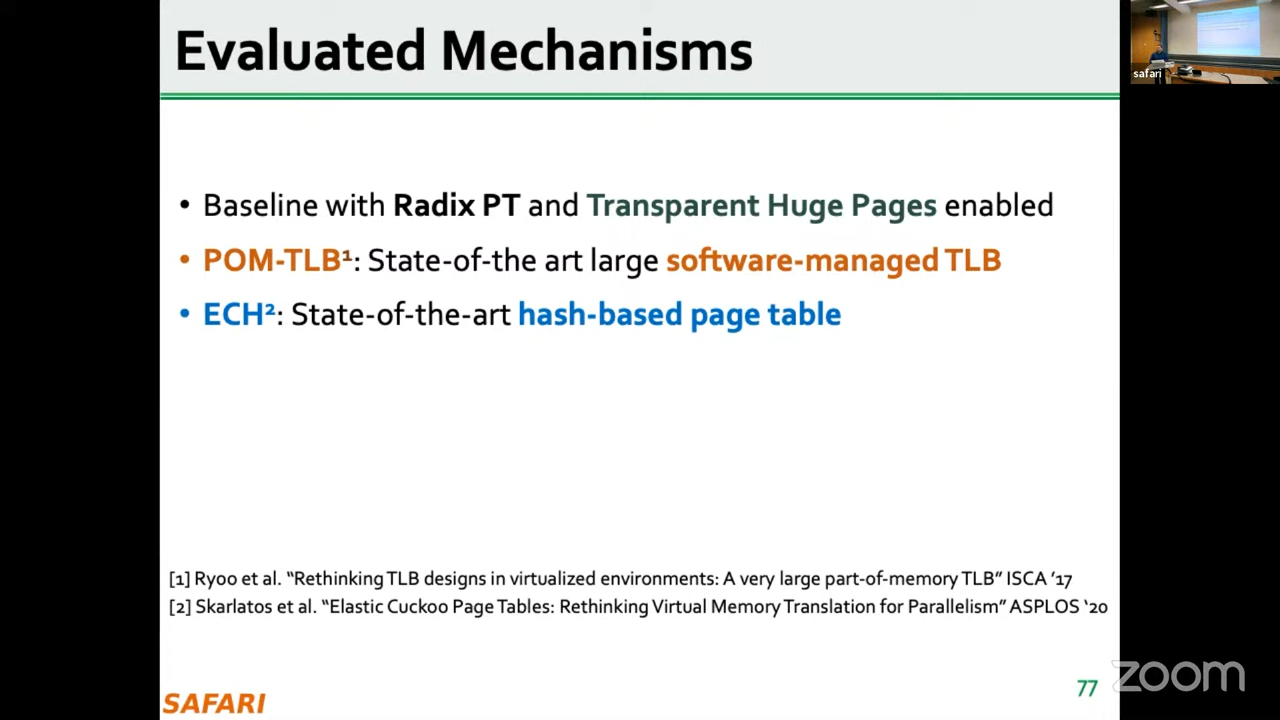 Evaluated Mechanisms
safari
• Baseline with Radix PT and Transparent Huge Pages enabled
• POM-TLB¹: State-of-the art large software-managed TLB
• ECH²: State-of-the-art hash-based page table
[1] Ryoo et al. “Rethinking TLB designs in virtualized environments: A very large part-of-memory TLB” ISCA ’17
[2] Skarlatos et al. “Elastic Cuckoo Page Tables: Rethinking Virtual Memory Translation for Parallelism” ASPLOS ‘20
SAFARI
77
zoom